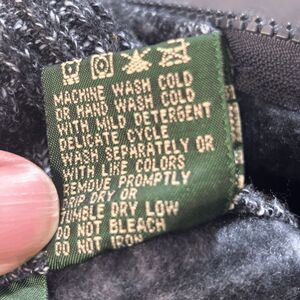 MACHINE WASH COLD
OR HAND WASH COLD
WITH MILD DETERGENT
DELICATE CYCLE
WASH SEPARATELY OR
WITH LIKE COLORS
REMOVE PROMPTLY
DRIP DRY OR
TUMBLE DRY LOW
DO NOT BLEACH
DO NOT IRON